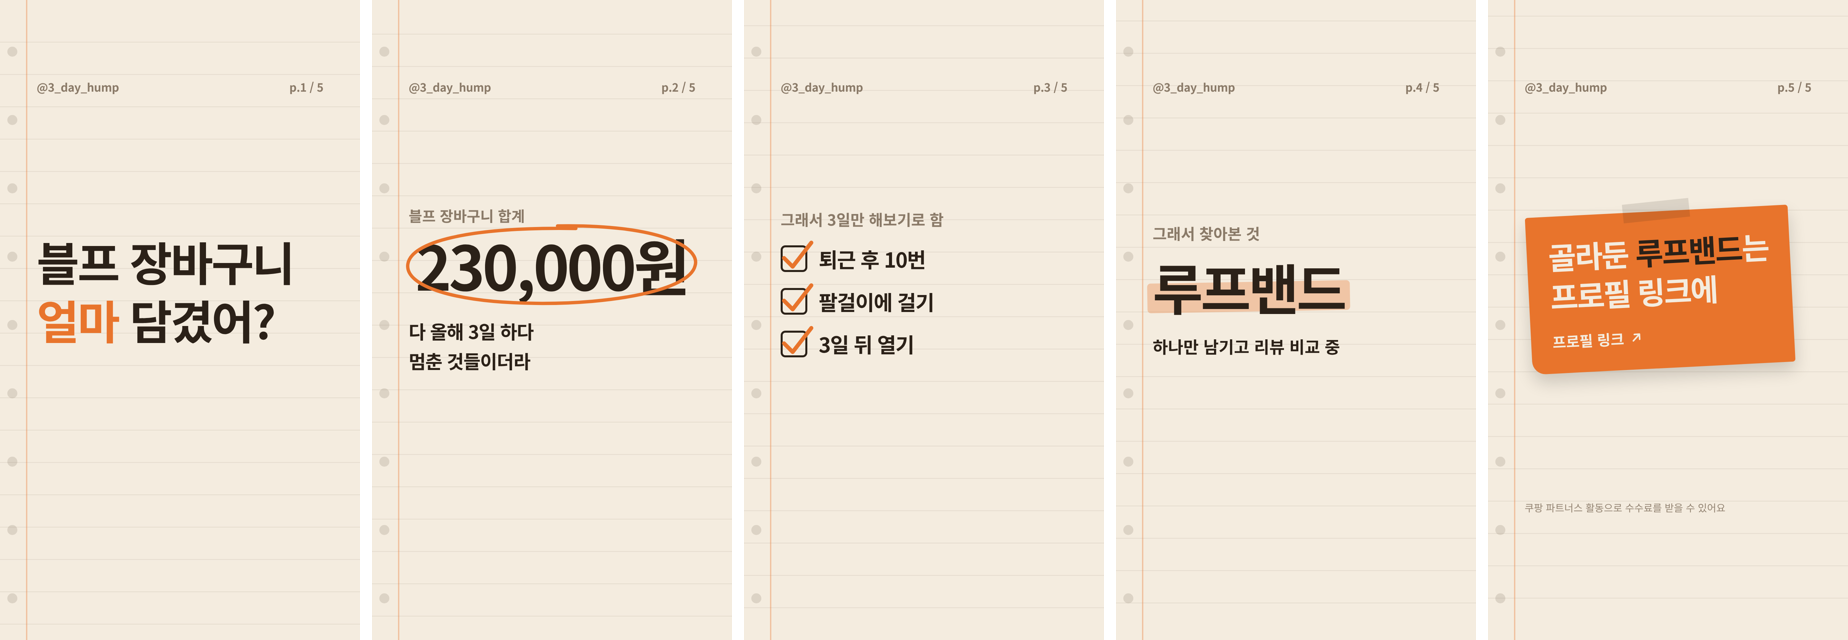 @3_day_hump
p.1 / 5
블프 장바구니
얼마 담겼어?
@3_day_hump
p.2 / 5
블프 장바구니 합계
230,000원
다 올해 3일 하다
멈춘 것들이더라
@3_day_hump
p.3 / 5
그래서 3일만 해보기로 함
퇴근 후 10번
팔걸이에 걸기
3일 뒤 열기
@3_day_hump
p.4 / 5
그래서 찾아본 것
루프밴드
하나만 남기고 리뷰 비교 중
@3_day_hump
p.5 / 5
골라둔 루프밴드는
프로필 링크에
프로필 링크 ↗
쿠팡 파트너스 활동으로 수수료를 받을 수 있어요